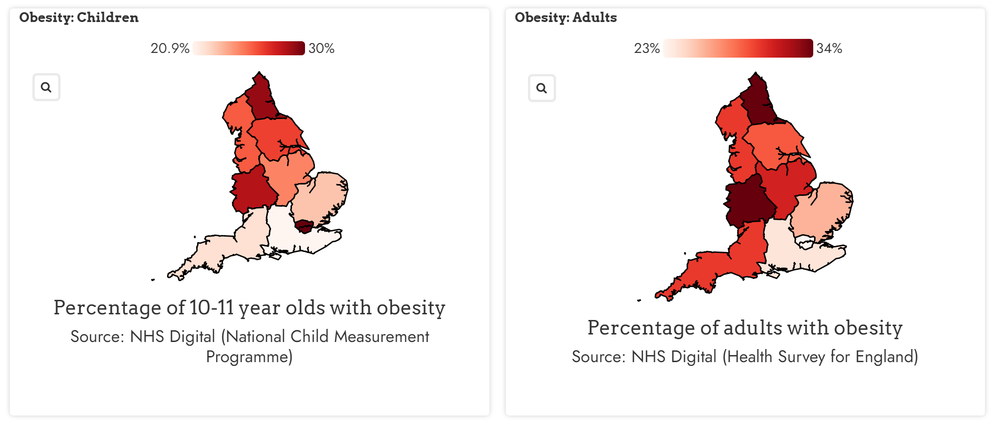 Obesity: Children
20.9%
30%
Percentage of 10-11 year olds with obesity
Source: NHS Digital (National Child Measurement
Programme)
Obesity: Adults
23%
34%
Percentage of adults with obesity
Source: NHS Digital (Health Survey for England)